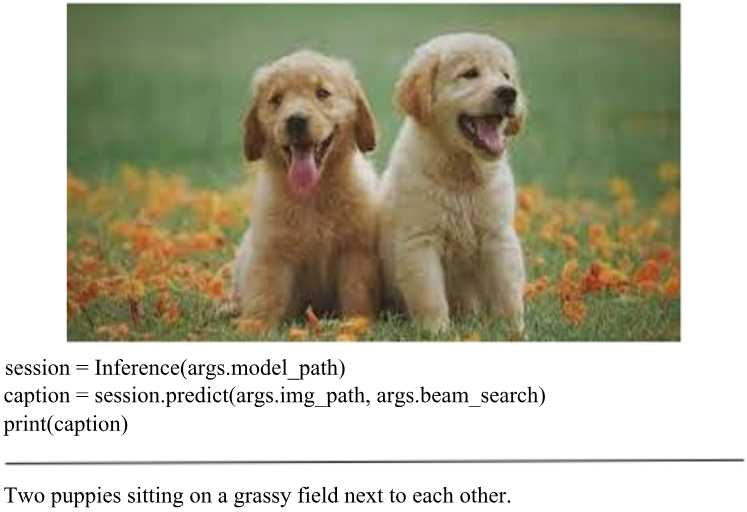 session = Inference(args.model_path)
caption = session.predict(args.img_path, args.beam_search)
print(caption)
Two puppies sitting on a grassy field next to each other.